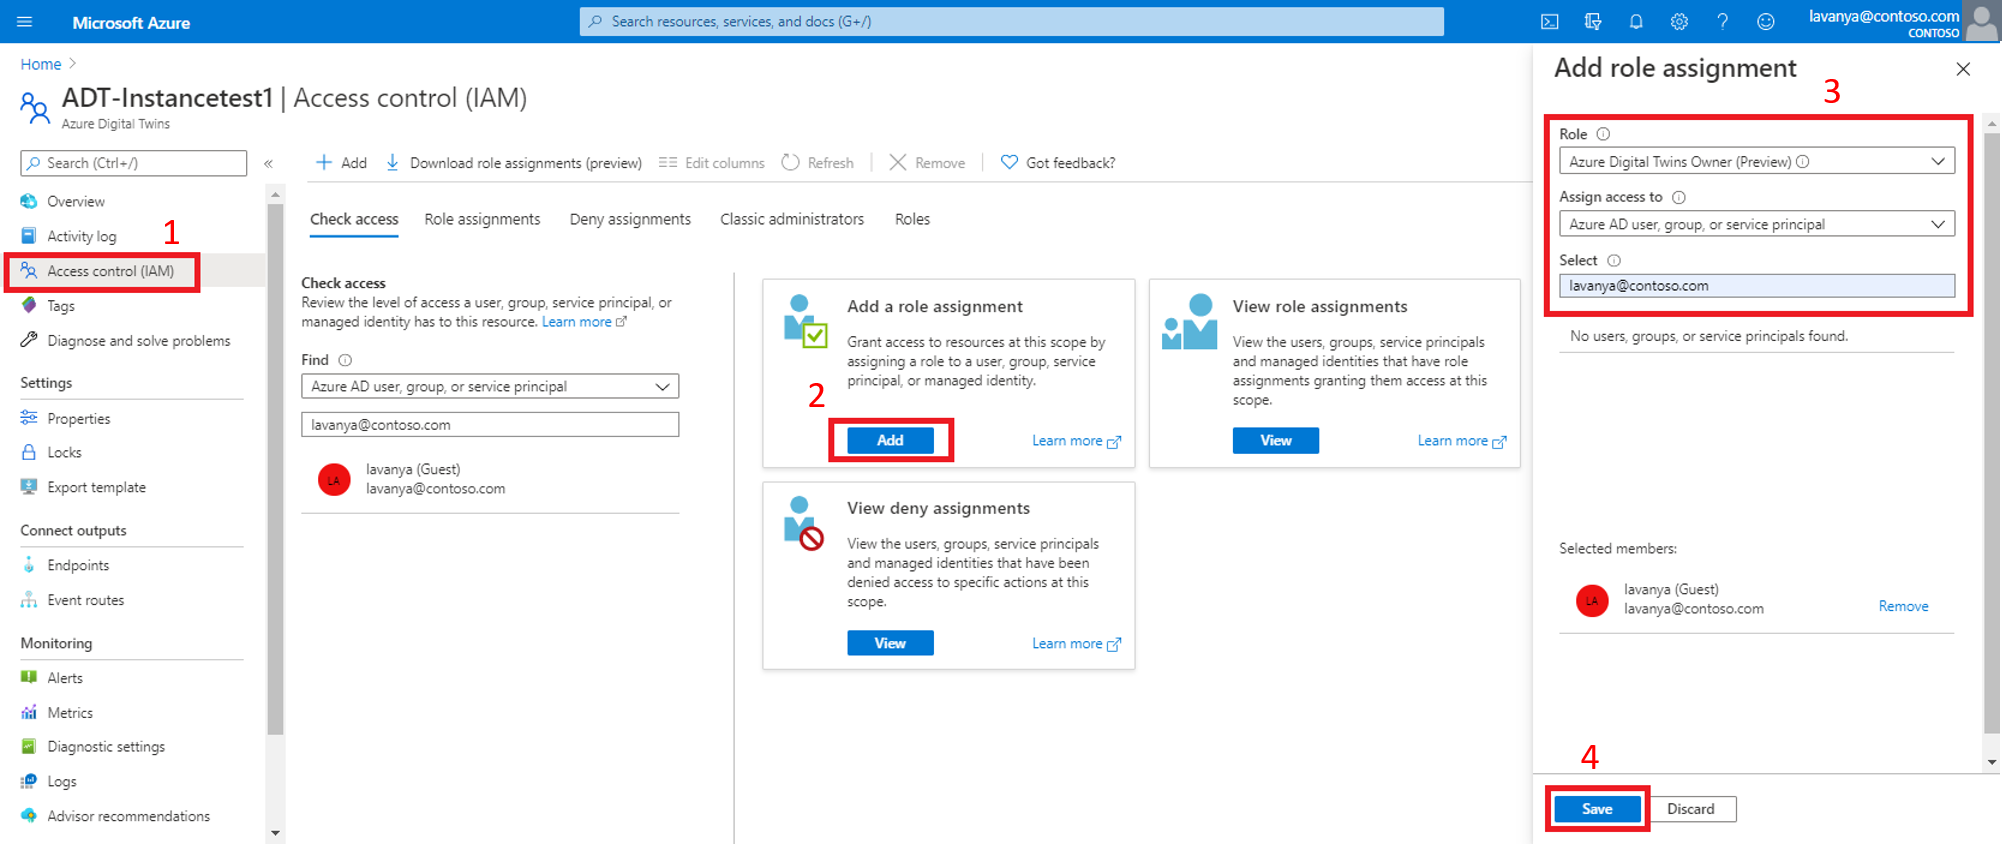 Microsoft Azure
Search resources, services, and docs (G+/)
lavanya@contoso.com
CONTOSO
Home
ADT-Instancetest1 | Access control (IAM)
Azure Digital Twins
Search (Ctrl+/)
Overview
Activity log
1
Access control (IAM)
Tags
Diagnose and solve problems
Settings
Properties
Locks
Export template
Connect outputs
Endpoints
Event routes
Monitoring
Alerts
Metrics
Diagnostic settings
Logs
Advisor recommendations
Add
Download role assignments (preview)
Edit columns
Refresh
Remove
Got feedback?
Check access
Role assignments
Deny assignments
Classic administrators
Roles
Check access
Review the level of access a user, group, service principal, or
managed identity has to this resource. Learn more
Find
Azure AD user, group, or service principal
lavanya@contoso.com
LA
lavanya (Guest)
lavanya@contoso.com
Add a role assignment
Grant access to resources at this scope by
assigning a role to a user, group, service
principal, or managed identity.
2
Add
Learn more
View role assignments
View the users, groups, service principals
and managed identities that have role
assignments granting them access at this
scope.
View
Learn more
View deny assignments
View the users, groups, service principals
and managed identities that have been
denied access to specific actions at this
scope.
View
Learn more
Add role assignment
3
Role
Azure Digital Twins Owner (Preview)
Assign access to
Azure AD user, group, or service principal
Select
lavanya@contoso.com
No users, groups, or service principals found.
Selected members:
LA
lavanya (Guest)
lavanya@contoso.com
Remove
4
Save
Discard